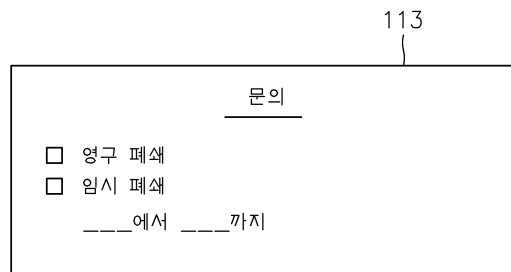 113
문의
□ 영구 폐쇄
□ 임시 폐쇄
___에서 ___까지